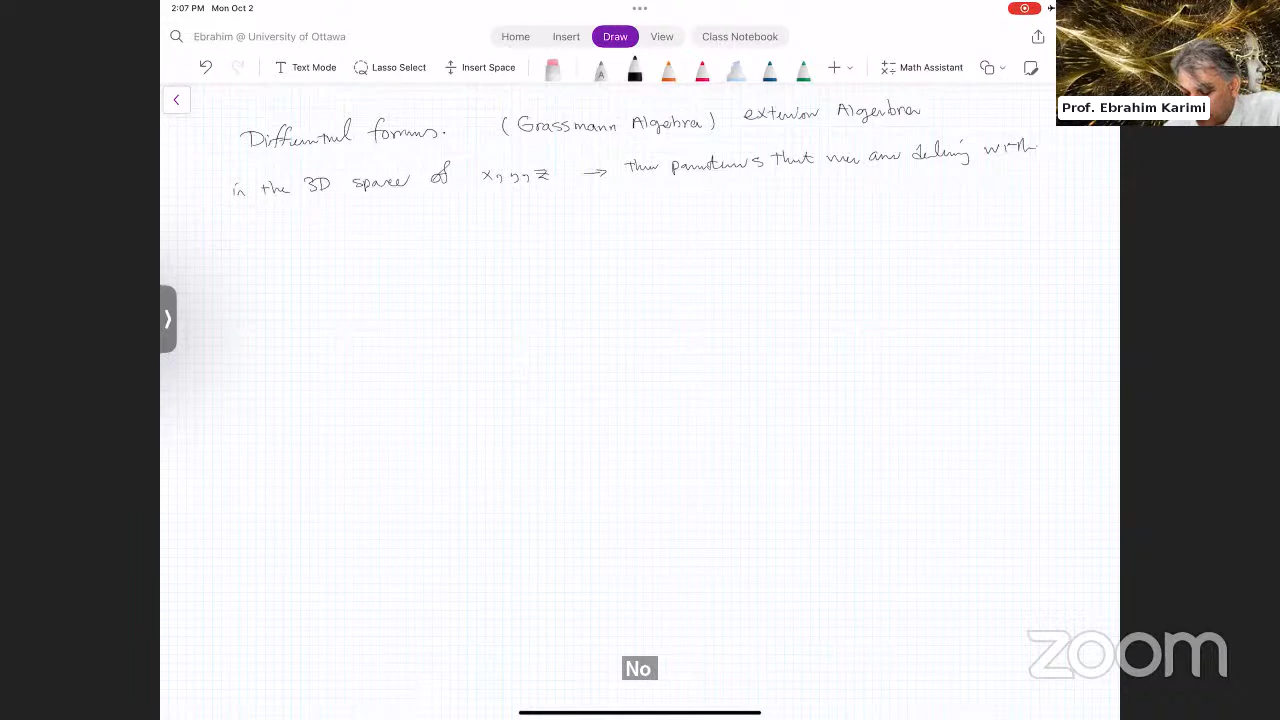 2:07 PM Mon Oct 2
Ebrahim @ University of Ottawa
Home Insert Draw View Class Notebook
Text Mode Lasso Select Insert Space Math Assistant
A
Prof. Ebrahim Karimi
Differential forms. (Grassmann Algebra) exterior Algebra
in the 3D space of x, y, z → the parameters that we are dealing with
No
zoom